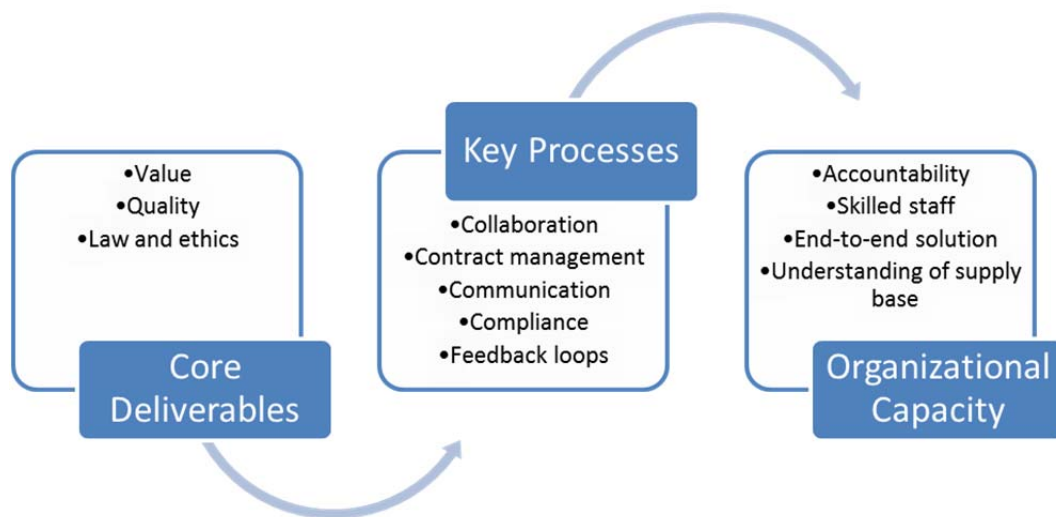 •Value
•Quality
•Law and ethics
Core
Deliverables
Key Processes
•Collaboration
•Contract management
•Communication
•Compliance
•Feedback loops
•Accountability
•Skilled staff
•End-to-end solution
•Understanding of supply
base
Organizational
Capacity